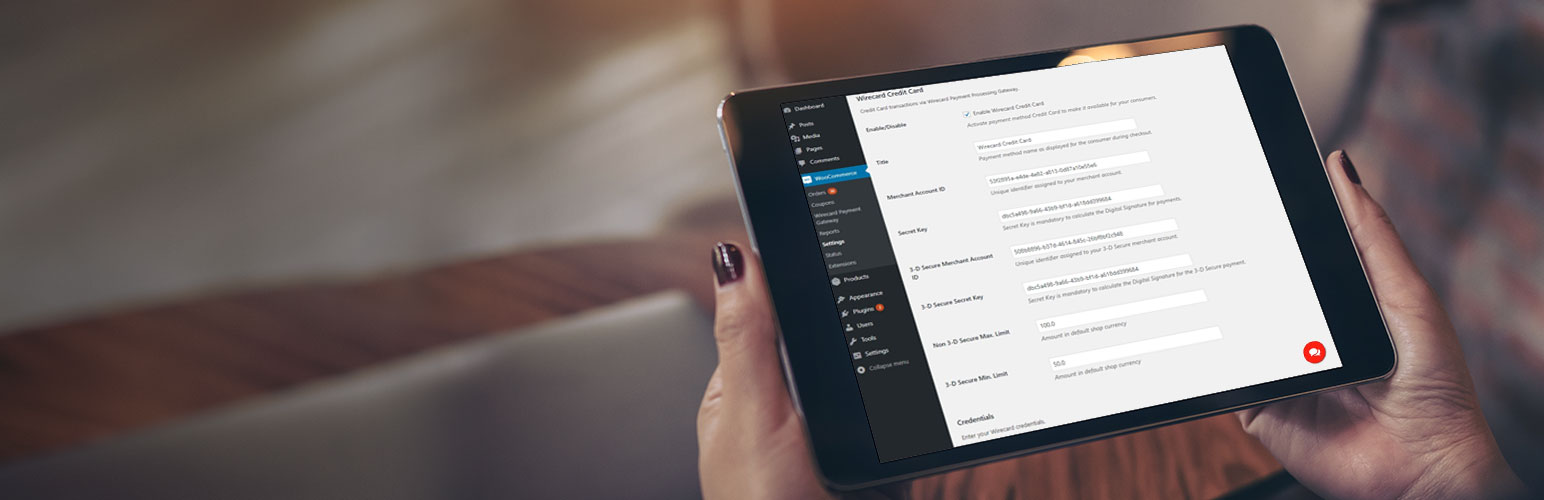 Dashboard
Posts
Media
Pages
Comments
WooCommerce
Orders
Coupons
Wirecard Payment
Gateway
Reports
Settings
Status
Extensions
Products
Appearance
Plugins
Users
Tools
Settings
Collapse menu
Wirecard Credit Card
Credit Card transactions via Wirecard Payment Processing Gateway.
Enable/Disable
Enable Wirecard Credit Card
Activate payment method Credit Card to make it available for your consumers.
Title
Wirecard Credit Card
Payment method name as displayed for the consumer during checkout.
Merchant Account ID
Unique identifier assigned to your merchant account.
Secret Key
dbc5a498-9a66-43b9-bf1d-a618dd399684
Secret Key is mandatory to calculate the Digital Signature for payments.
3-D Secure Merchant Account
ID
508b8896-b37d-4614-845c-26bf8bf2c948
Unique identifier assigned to your 3-D Secure merchant account.
3-D Secure Secret Key
dbc5a498-9a66-43b9-bf1d-a618dd399684
Secret Key is mandatory to calculate the Digital Signature for the 3-D Secure payment.
Non 3-D Secure Max. Limit
100.0
Amount in default shop currency
3-D Secure Min. Limit
50.0
Amount in default shop currency
Credentials
Enter your Wirecard credentials.